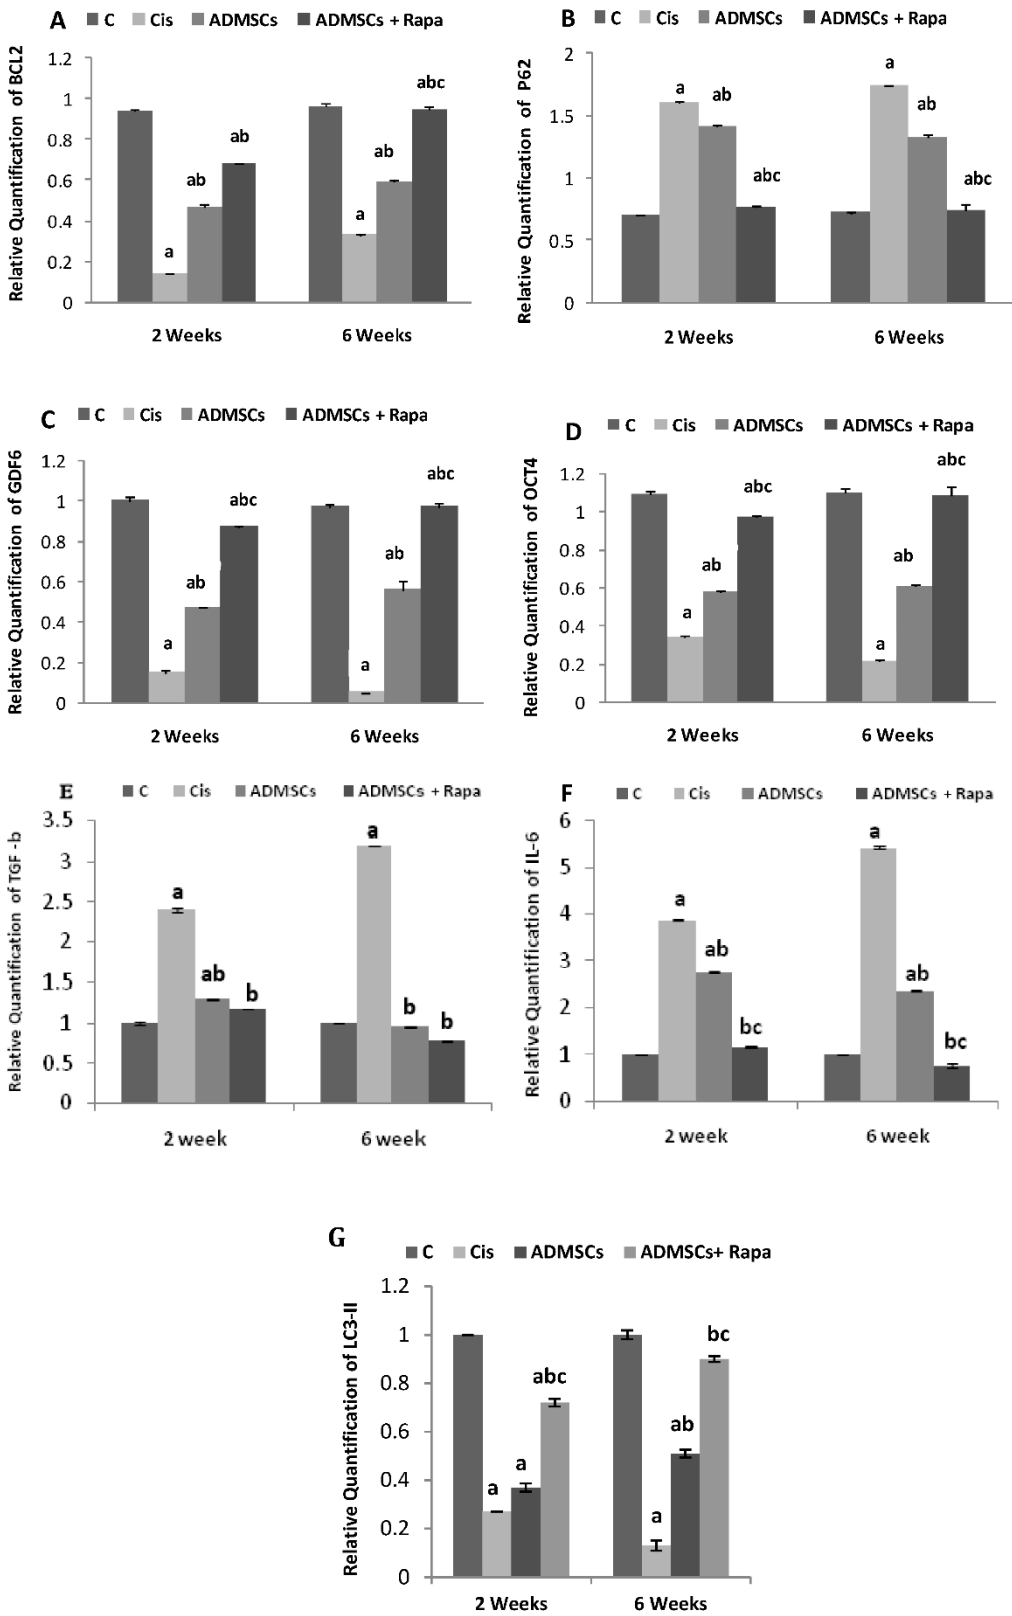 A
C Cis ADMSCs ADMSCs + Rapa
Relative Quantification of BCL2
1.2
1
0.8
0.6
0.4
0.2
0
a
ab
ab
a
ab
abc
2 Weeks
6 Weeks
B
C Cis ADMSCs ADMSCs + Rapa
Relative Quantification of P62
2
1.5
1
0.5
0
a
ab
abc
a
ab
abc
2 Weeks
6 Weeks
C
C Cis ADMSCs ADMSCs + Rapa
Relative Quantification of GDF6
1.2
1
0.8
0.6
0.4
0.2
0
a
ab
abc
a
ab
abc
2 Weeks
6 Weeks
D
C Cis ADMSCs ADMSCs + Rapa
Relative Quantification of OCT4
1.2
1
0.8
0.6
0.4
0.2
0
a
ab
abc
a
ab
abc
2 Weeks
6 Weeks
E
C Cis ADMSCs ADMSCs + Rapa
Relative Quantification of TGF -b
3.5
3
2.5
2
1.5
1
0.5
0
a
ab
b
a
b
b
2 week
6 week
F
C Cis ADMSCs ADMSCs + Rapa
Relative Quantification of IL-6
6
5
4
3
2
1
0
a
ab
bc
a
ab
bc
2 week
6 week
G
C Cis ADMSCs ADMSCs+ Rapa
Relative Quantification of LC3-II
1.2
1
0.8
0.6
0.4
0.2
0
a
a
abc
a
ab
bc
2 Weeks
6 Weeks